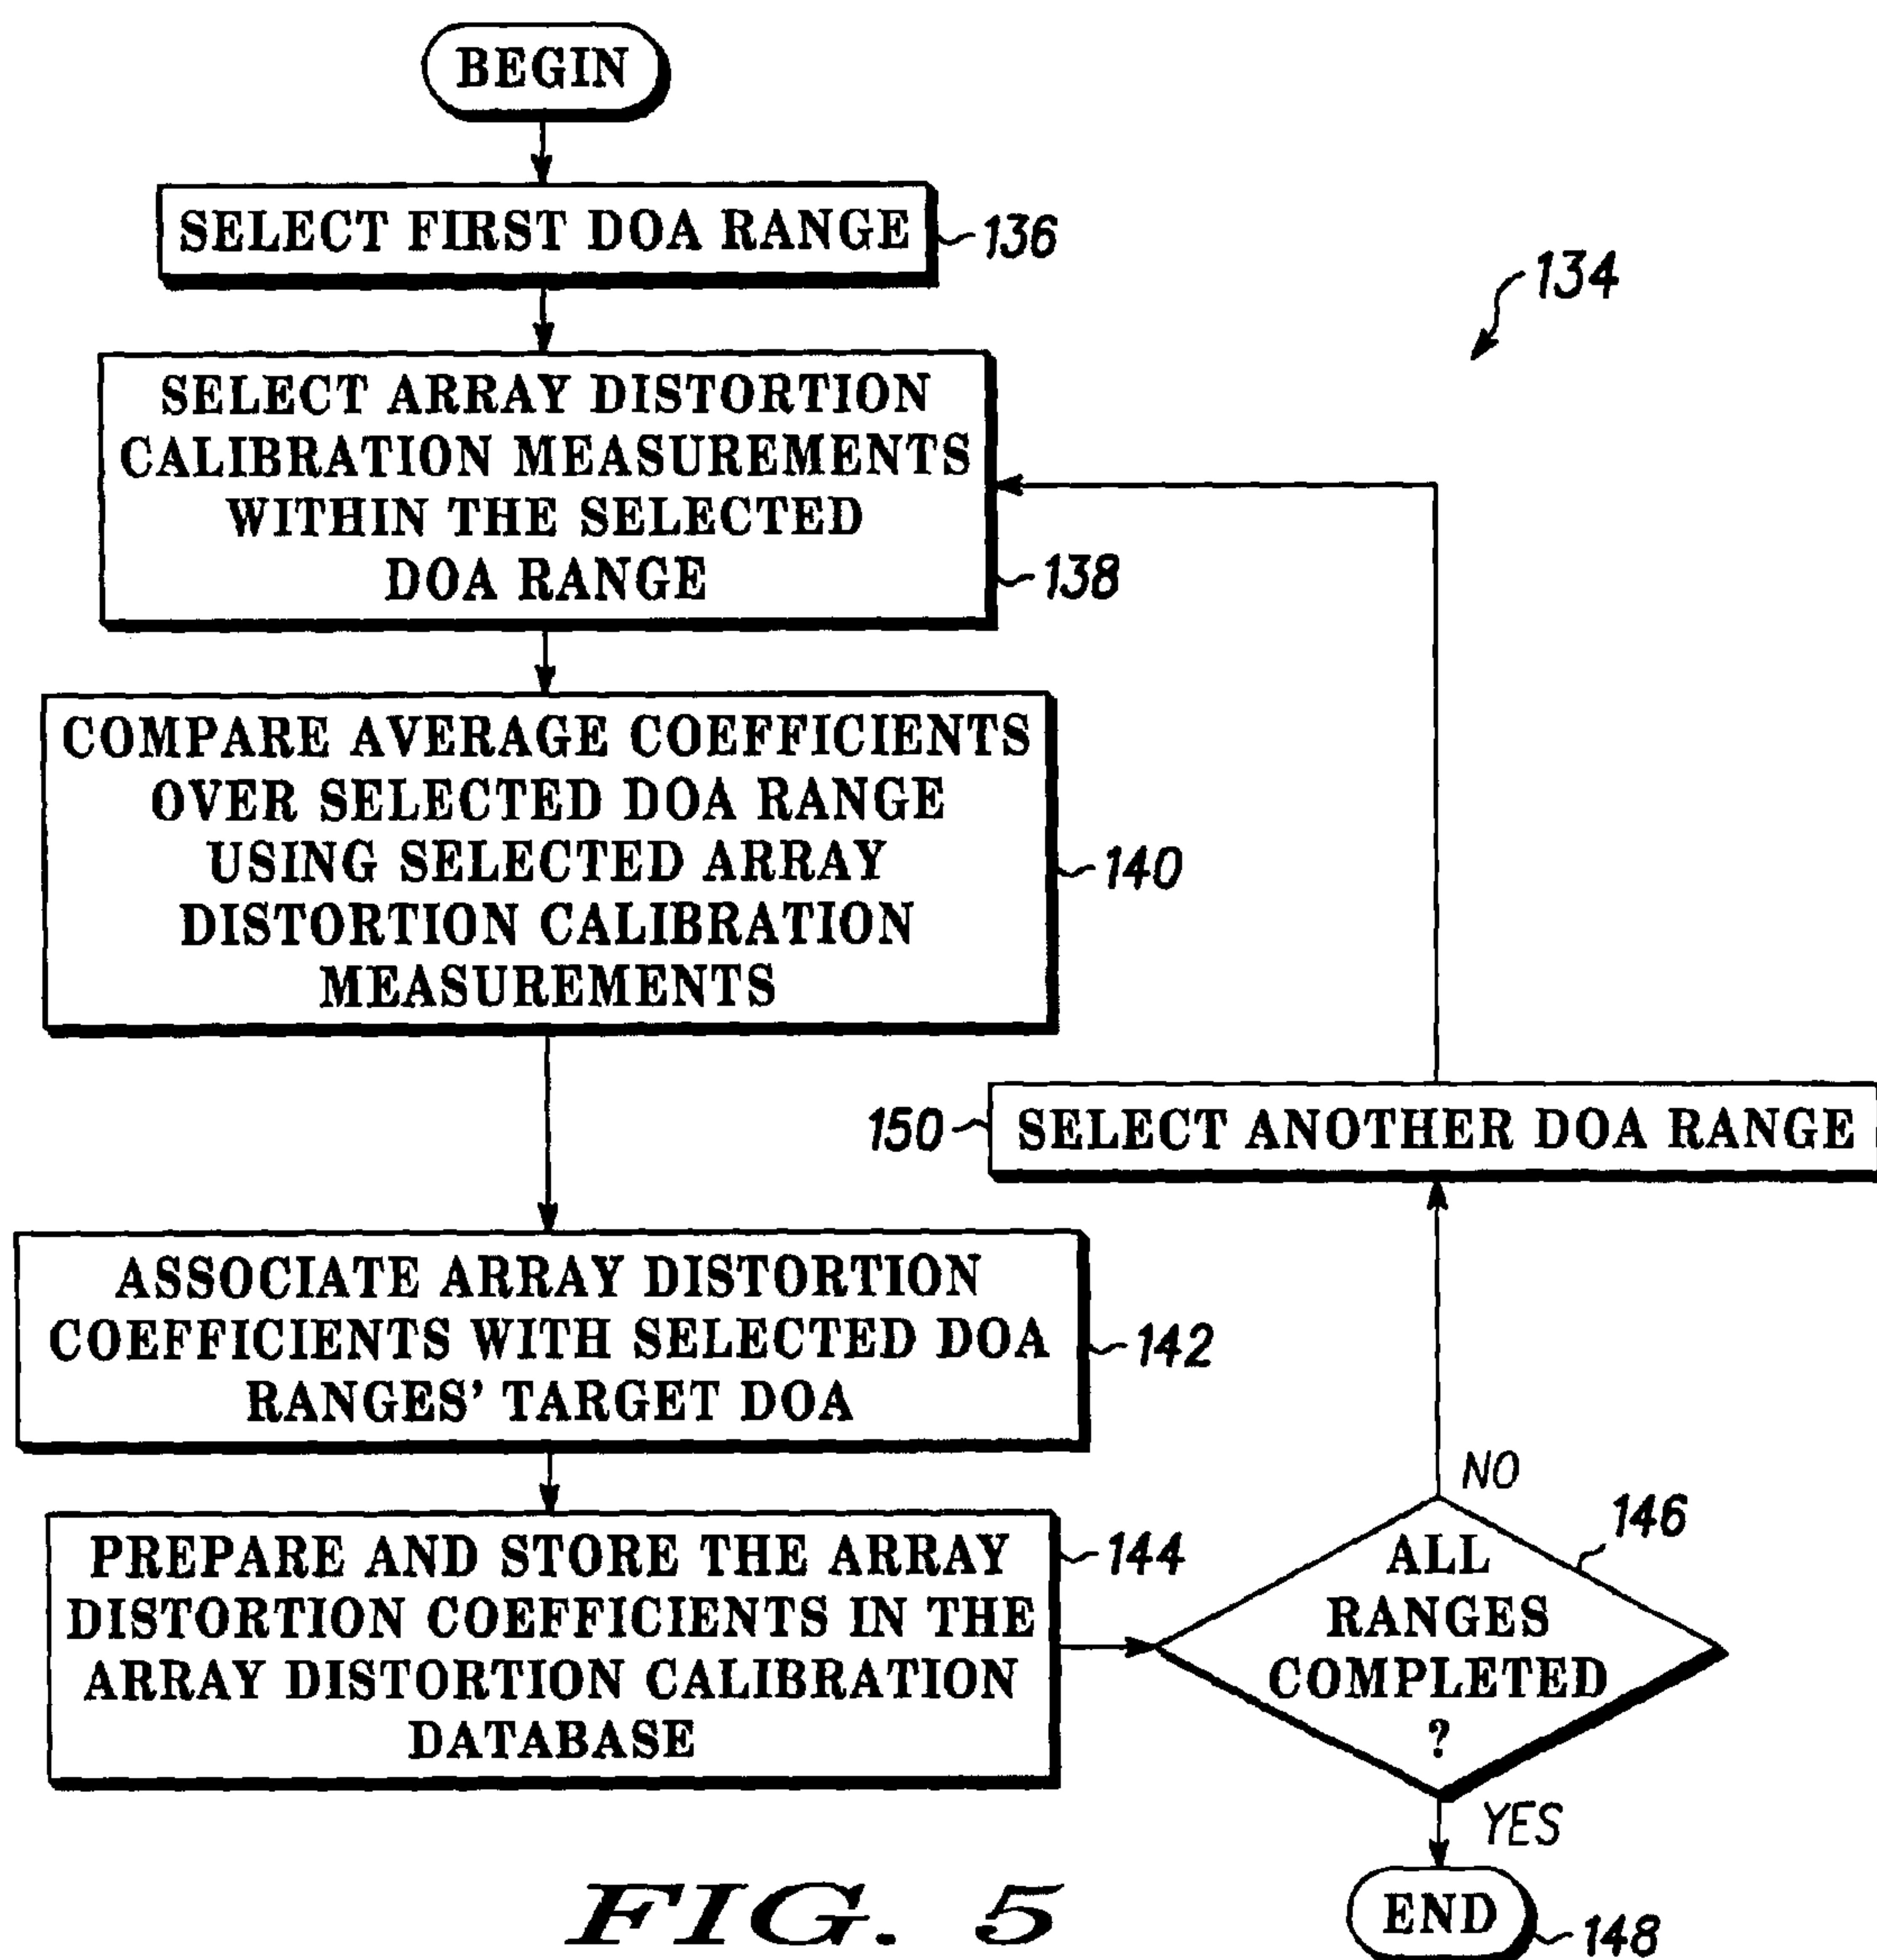 BEGIN
SELECT FIRST DOA RANGE
136
134
SELECT ARRAY DISTORTION
CALIBRATION MEASUREMENTS
WITHIN THE SELECTED
DOA RANGE
138
COMPARE AVERAGE COEFFICIENTS
OVER SELECTED DOA RANGE
USING SELECTED ARRAY
DISTORTION CALIBRATION
MEASUREMENTS
140
150
SELECT ANOTHER DOA RANGE
ASSOCIATE ARRAY DISTORTION
COEFFICIENTS WITH SELECTED DOA
RANGES' TARGET DOA
142
PREPARE AND STORE THE ARRAY
DISTORTION COEFFICIENTS IN THE
ARRAY DISTORTION CALIBRATION
DATABASE
144
NO
146
ALL
RANGES
COMPLETED
?
YES
END
148
FIG. 5